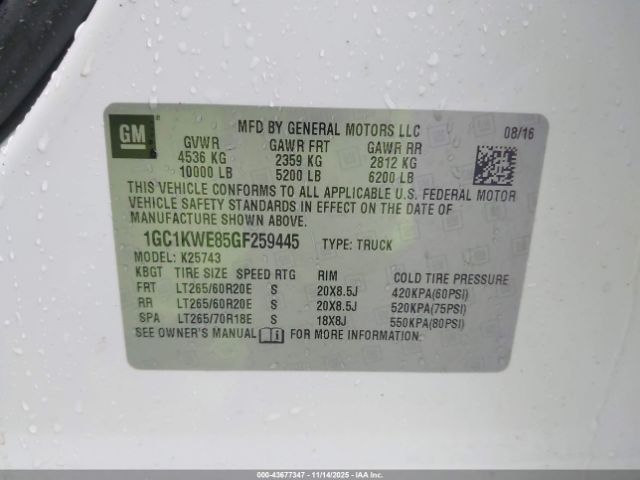 GM
MFD BY GENERAL MOTORS LLC 08/16
GVWR GAWR FRT GAWR RR
4536 KG 2359 KG 2812 KG
10000 LB 5200 LB 6200 LB
THIS VEHICLE CONFORMS TO ALL APPLICABLE U.S. FEDERAL MOTOR
VEHICLE SAFETY STANDARDS IN EFFECT ON THE DATE OF
MANUFACTURE SHOWN ABOVE.
1GC1KWE85GF259445 TYPE: TRUCK
MODEL: K25743
KBGT TIRE SIZE SPEED RTG RIM COLD TIRE PRESSURE
FRT LT265/60R20E S 20X8.5J 420KPA(60PSI)
RR LT265/60R20E S 20X8.5J 520KPA(75PSI)
SPA LT265/70R18E S 18X8J 550KPA(80PSI)
SEE OWNER'S MANUAL FOR MORE INFORMATION.
000-43677347 - 11/14/2025 - IAAI Copart